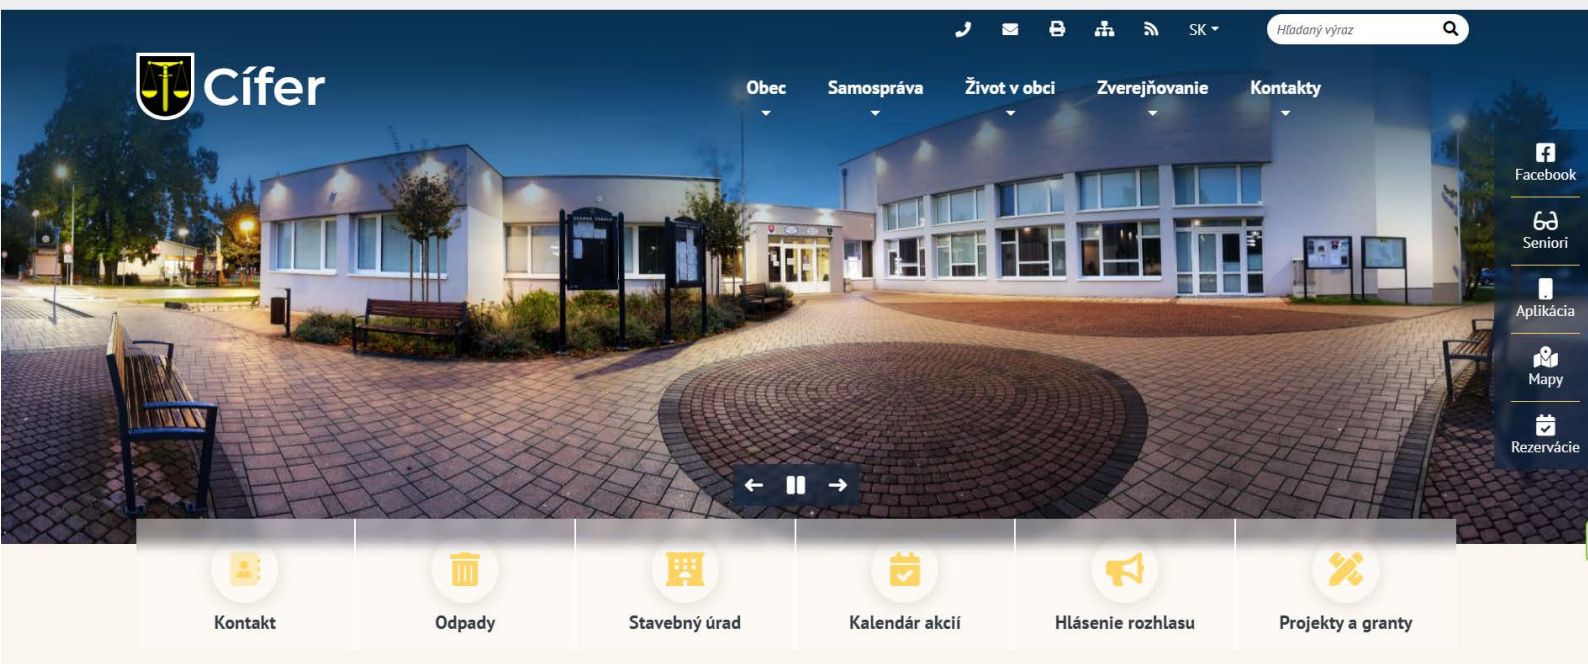 SK
Hľadaný výraz
Cífer
Obec
Samospráva
Život v obci
Zverejňovanie
Kontakty
Facebook
Seniori
Aplikácia
Mapy
Rezervácie
Kontakt
Odpady
Stavebný úrad
Kalendár akcií
Hlásenie rozhlasu
Projekty a granty